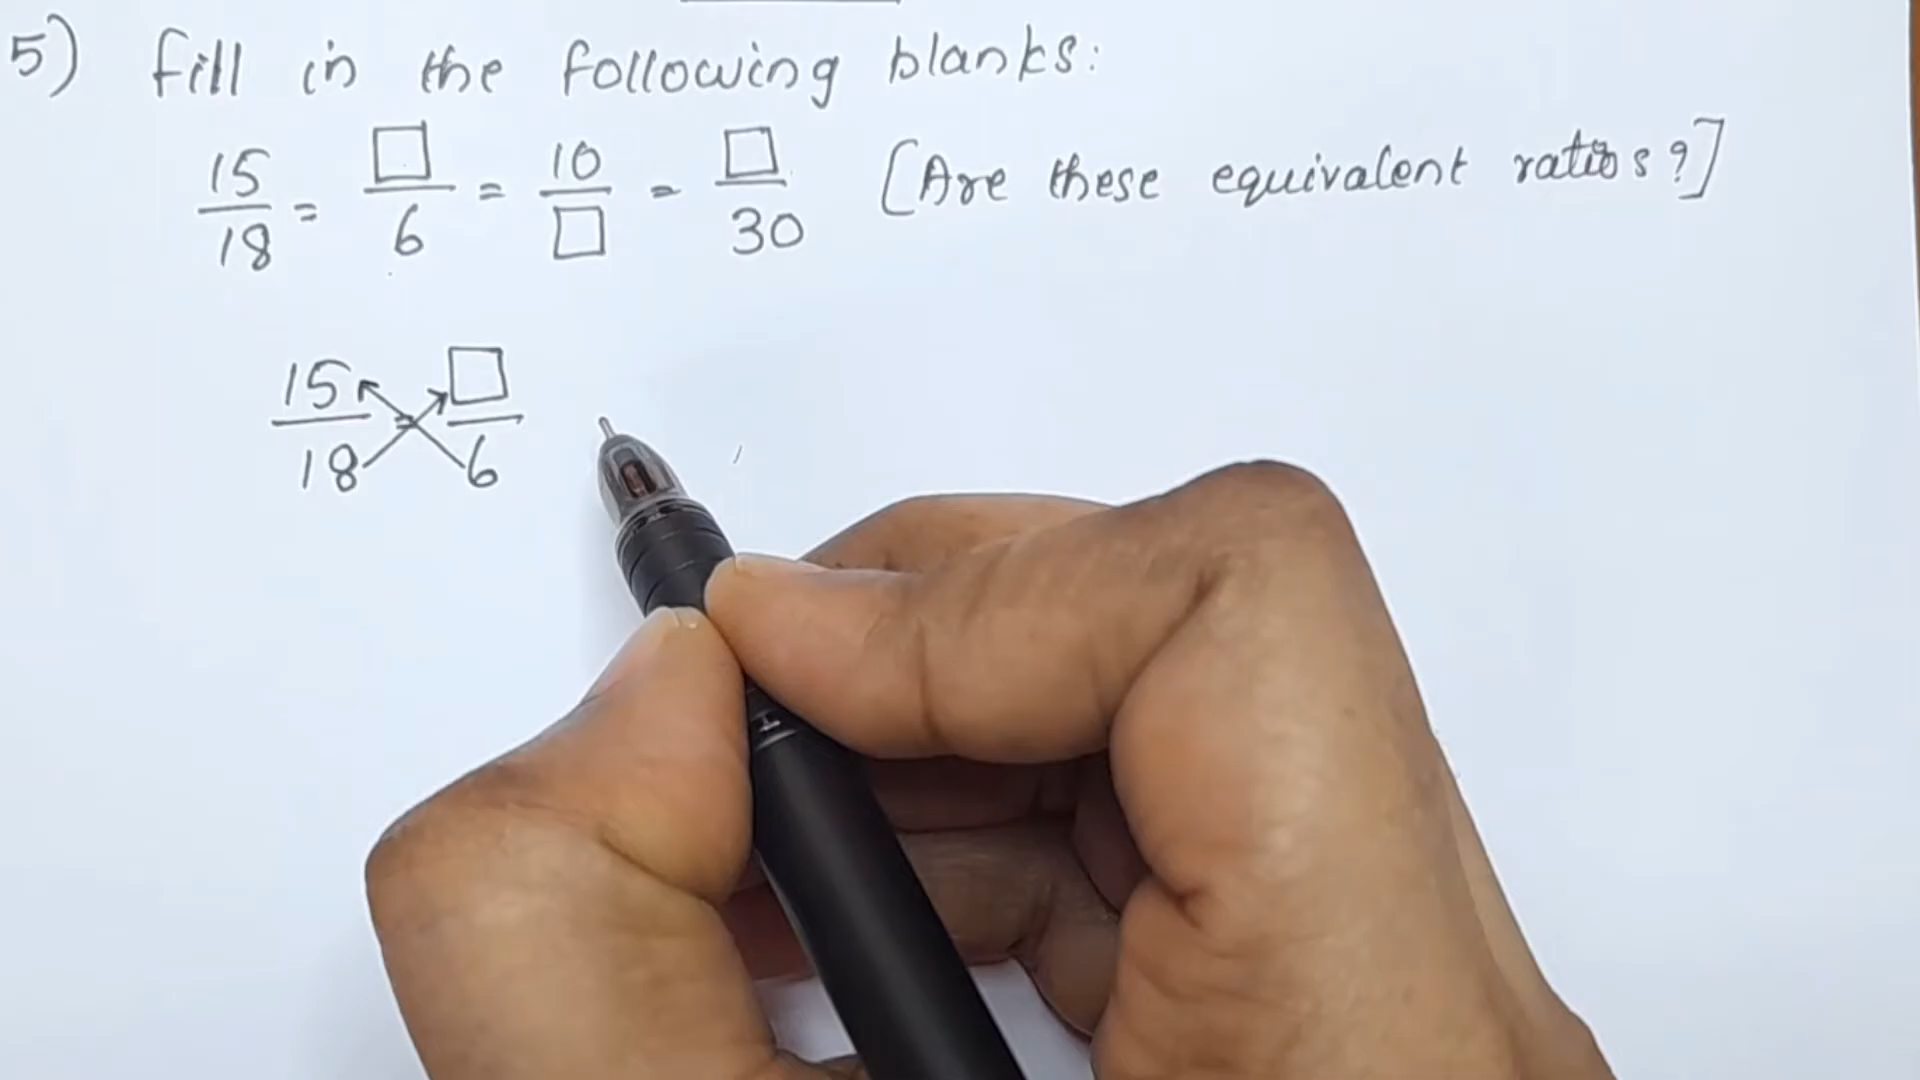 5) Fill in the following blanks:
15/18 = □/6 = 10/□ = □/30 [Are these equivalent ratios?]
15/18 = □/6